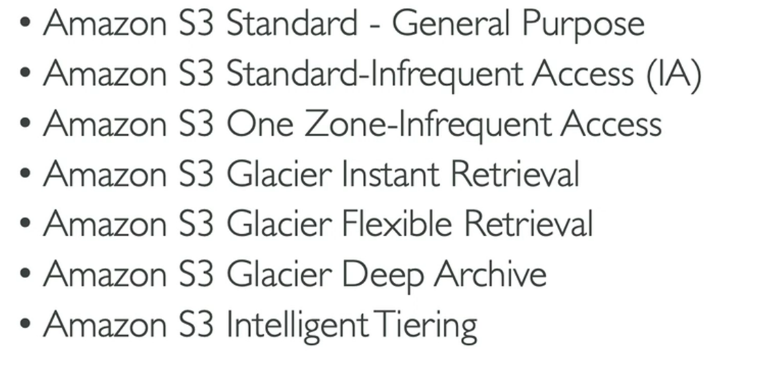 • Amazon S3 Standard - General Purpose
• Amazon S3 Standard-Infrequent Access (IA)
• Amazon S3 One Zone-Infrequent Access
• Amazon S3 Glacier Instant Retrieval
• Amazon S3 Glacier Flexible Retrieval
• Amazon S3 Glacier Deep Archive
• Amazon S3 Intelligent Tiering